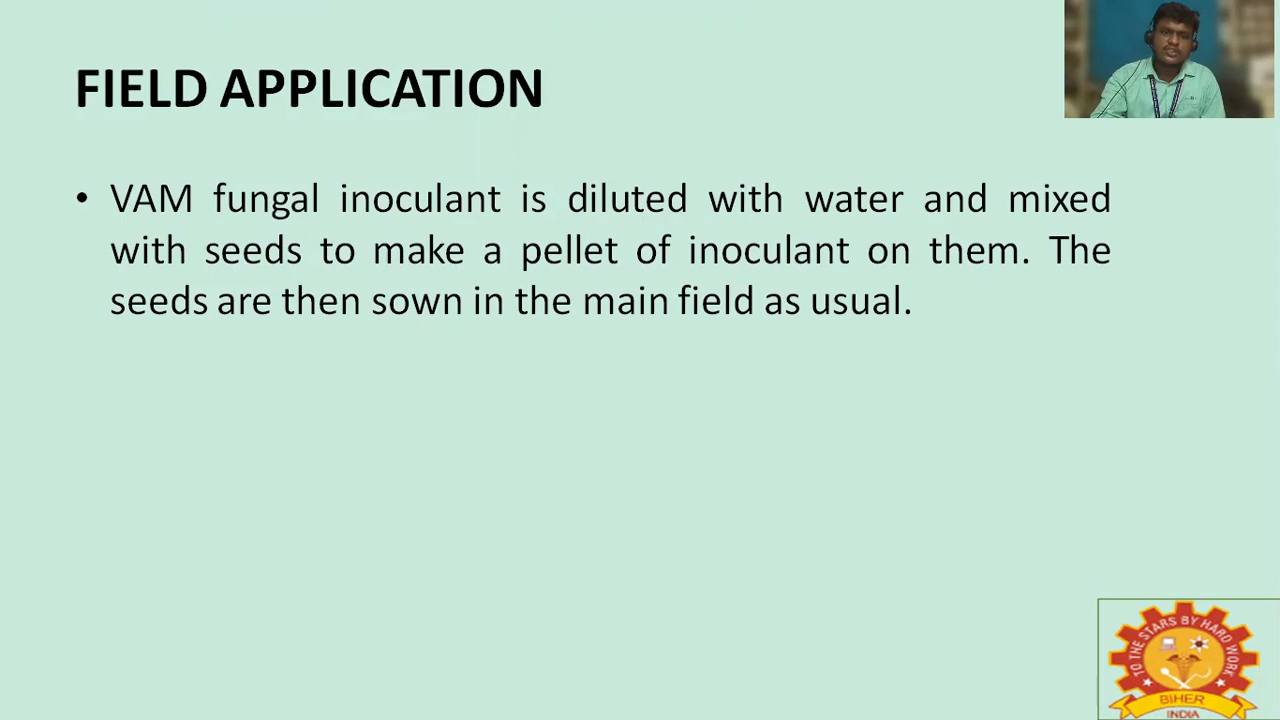 FIELD APPLICATION
• VAM fungal inoculant is diluted with water and mixed
with seeds to make a pellet of inoculant on them. The
seeds are then sown in the main field as usual.
TO THE STARS BY HARD WORK
BIHER
INDIA